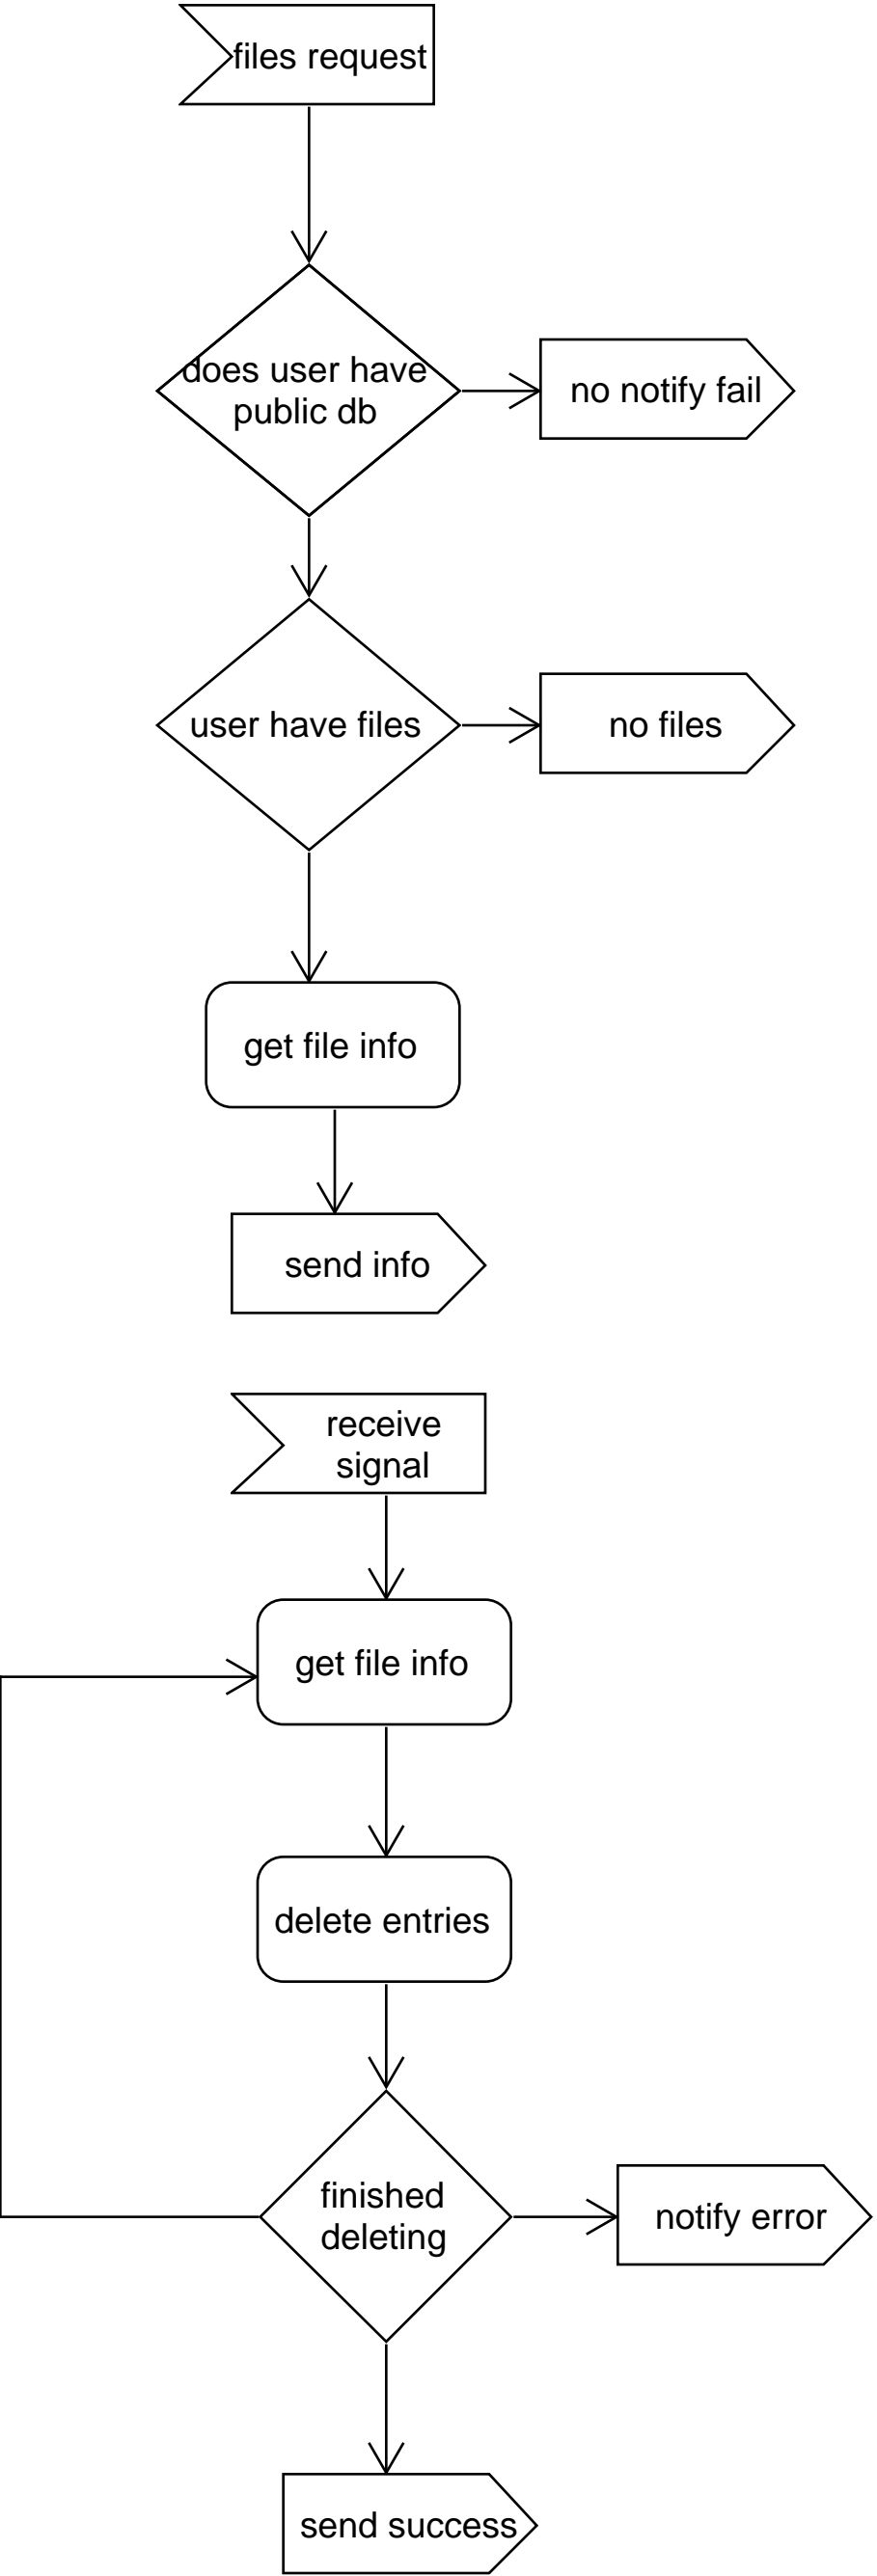 files request
does user have
public db
no notify fail
user have files
no files
get file info
send info
receive
signal
get file info
delete entries
finished
deleting
notify error
send success